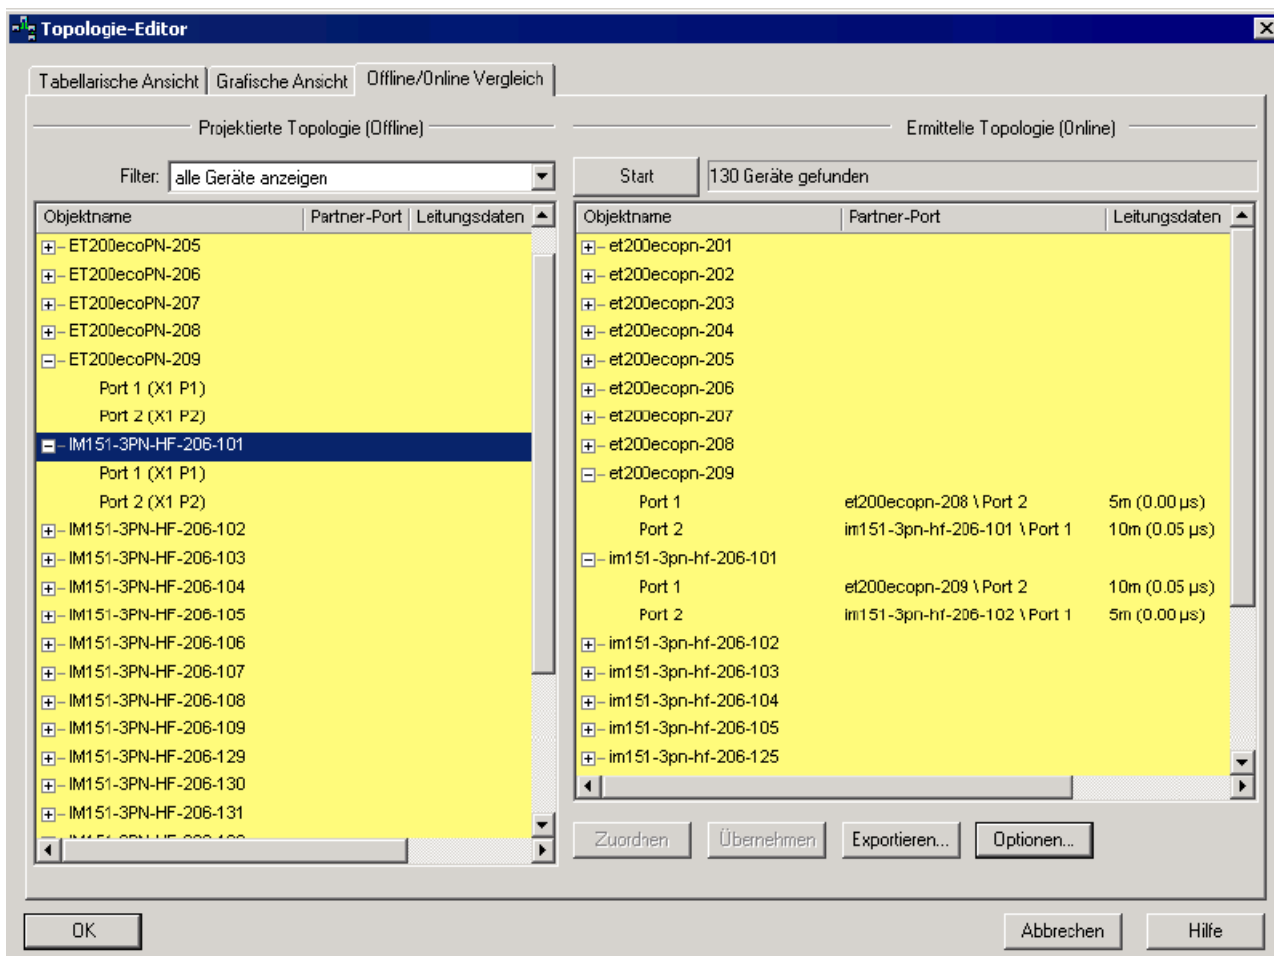 Topologie-Editor
Tabellarische Ansicht Grafische Ansicht Offline/Online Vergleich
Projektierte Topologie (Offline)
Filter: alle Geräte anzeigen
Objektname Partner-Port Leitungsdaten
ET200ecoPN-205
ET200ecoPN-206
ET200ecoPN-207
ET200ecoPN-208
ET200ecoPN-209
Port 1 (X1 P1)
Port 2 (X1 P2)
IM151-3PN-HF-206-101
Port 1 (X1 P1)
Port 2 (X1 P2)
IM151-3PN-HF-206-102
IM151-3PN-HF-206-103
IM151-3PN-HF-206-104
IM151-3PN-HF-206-105
IM151-3PN-HF-206-106
IM151-3PN-HF-206-107
IM151-3PN-HF-206-108
IM151-3PN-HF-206-109
IM151-3PN-HF-206-129
IM151-3PN-HF-206-130
IM151-3PN-HF-206-131
Ermittelte Topologie (Online)
Start 130 Geräte gefunden
Objektname Partner-Port Leitungsdaten
et200ecopn-201
et200ecopn-202
et200ecopn-203
et200ecopn-204
et200ecopn-205
et200ecopn-206
et200ecopn-207
et200ecopn-208
et200ecopn-209
Port 1 et200ecopn-208 \ Port 2 5m (0.00 µs)
Port 2 im151-3pn-hf-206-101 \ Port 1 10m (0.05 µs)
im151-3pn-hf-206-101
Port 1 et200ecopn-209 \ Port 2 10m (0.05 µs)
Port 2 im151-3pn-hf-206-102 \ Port 1 5m (0.00 µs)
im151-3pn-hf-206-102
im151-3pn-hf-206-103
im151-3pn-hf-206-104
im151-3pn-hf-206-105
im151-3pn-hf-206-125
Zuordnen Übernehmen Exportieren... Optionen...
OK Abbrechen Hilfe